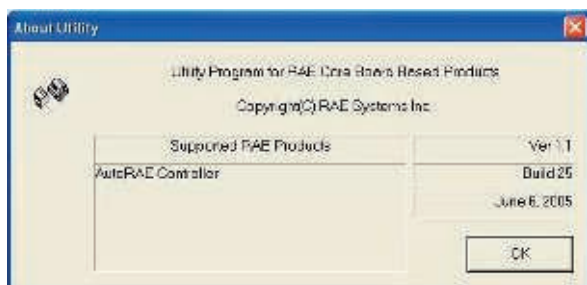 About Utility
Utility Program for RAE Core Board Based Products
Copyright(C) RAE Systems Inc
Supported RAE Products
Ver 1.1
AutoRAE Controller
Build 25
June 6, 2005
OK